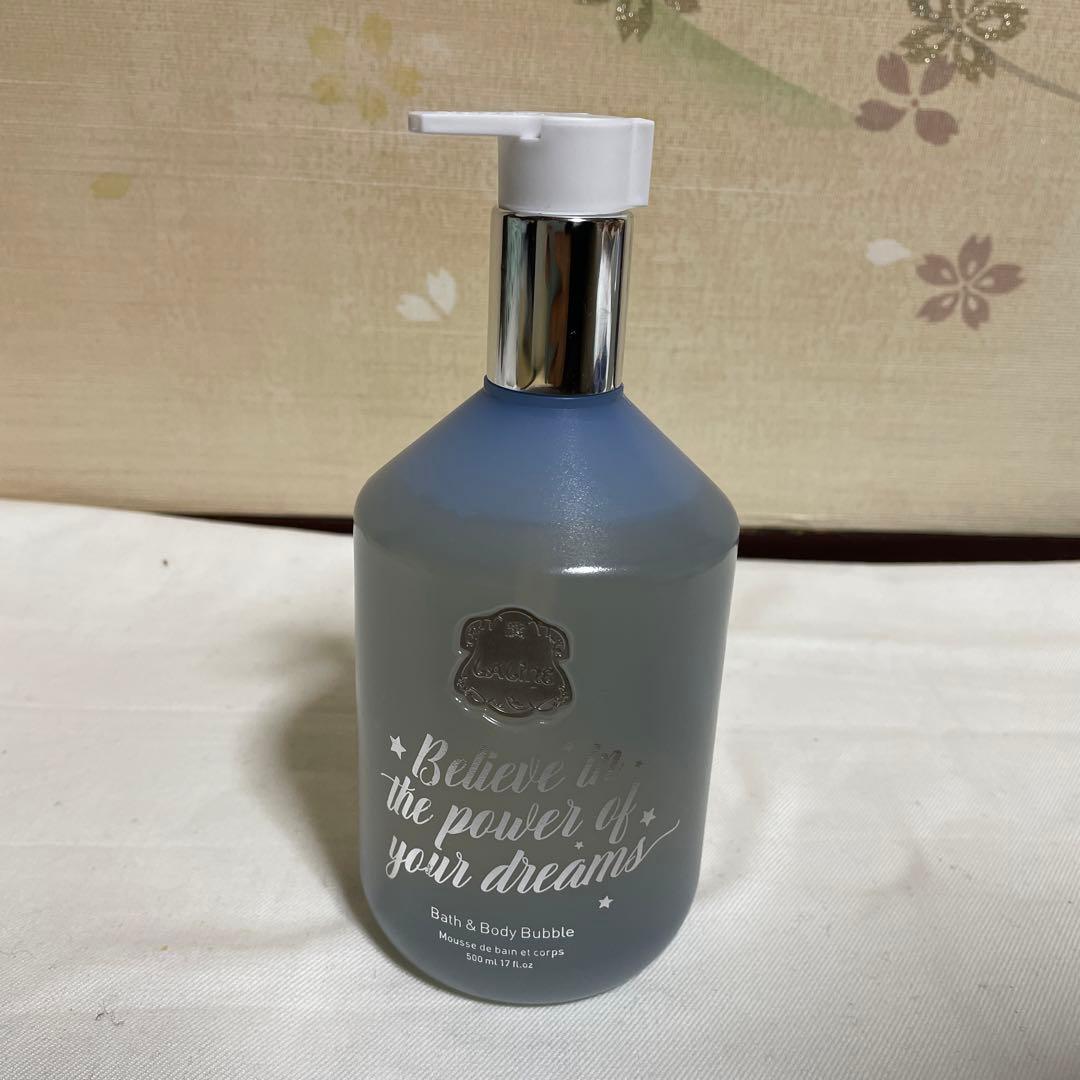 Laline
Believe in
the power of
your dreams
Bath & Body Bubble
Mousse de bain et corps
500 ml 17 fl.oz